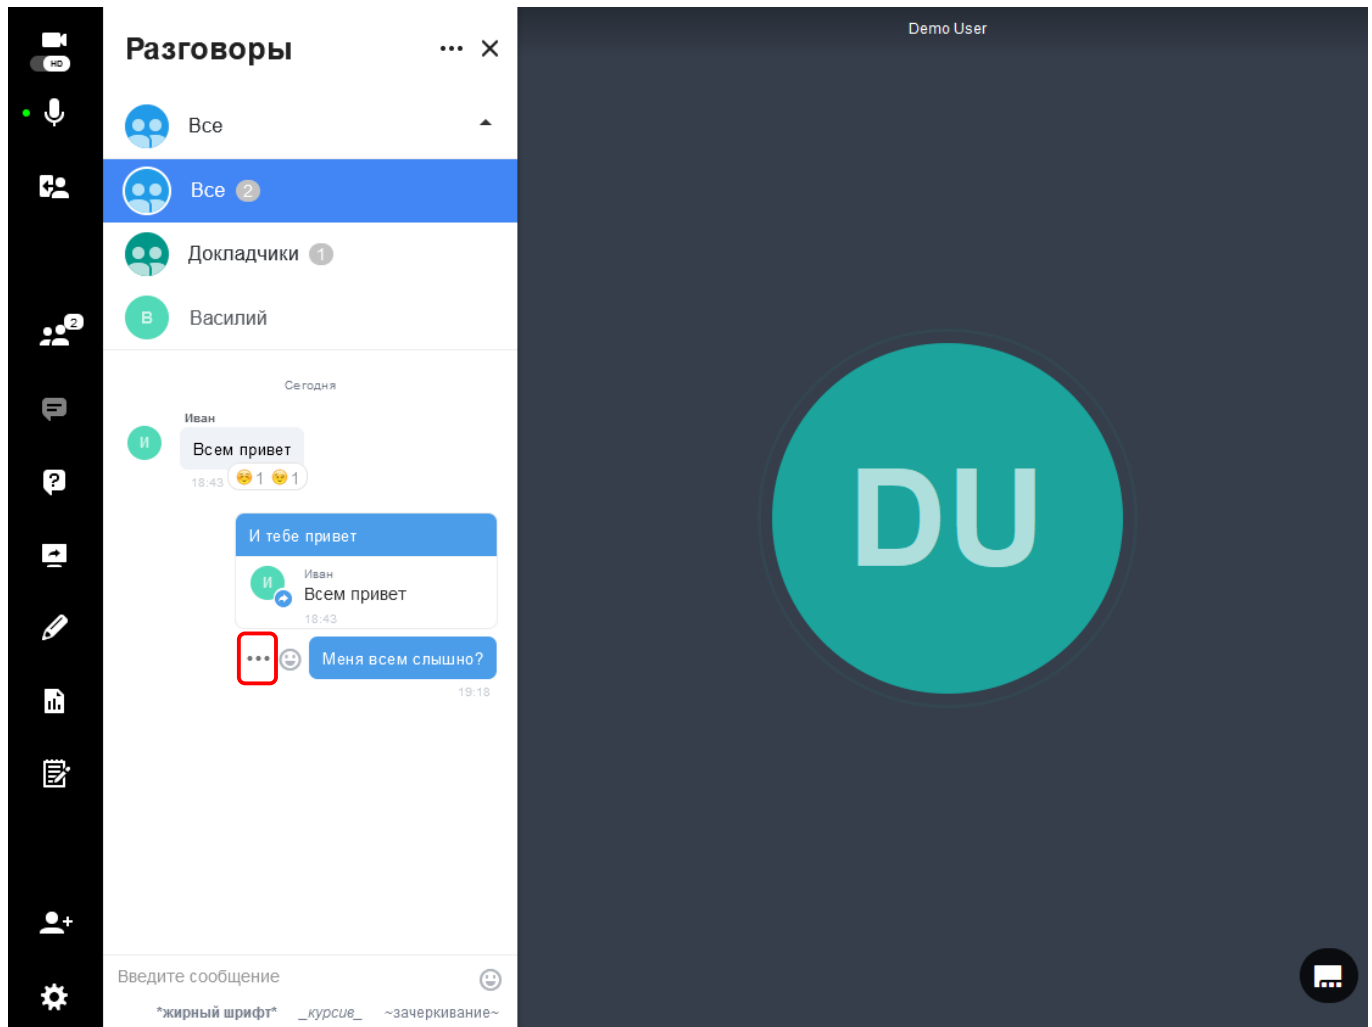 HD
Разговоры
Все
Все 2
Докладчики 1
В Василий
2
Сегодня
Иван
И Всем привет
18:43 1 1
И тебе привет
Иван
И Всем привет
18:43
Меня всем слышно?
19:18
Введите сообщение
*жирный шрифт* _курсив_ ~зачеркивание~
Demo User
DU